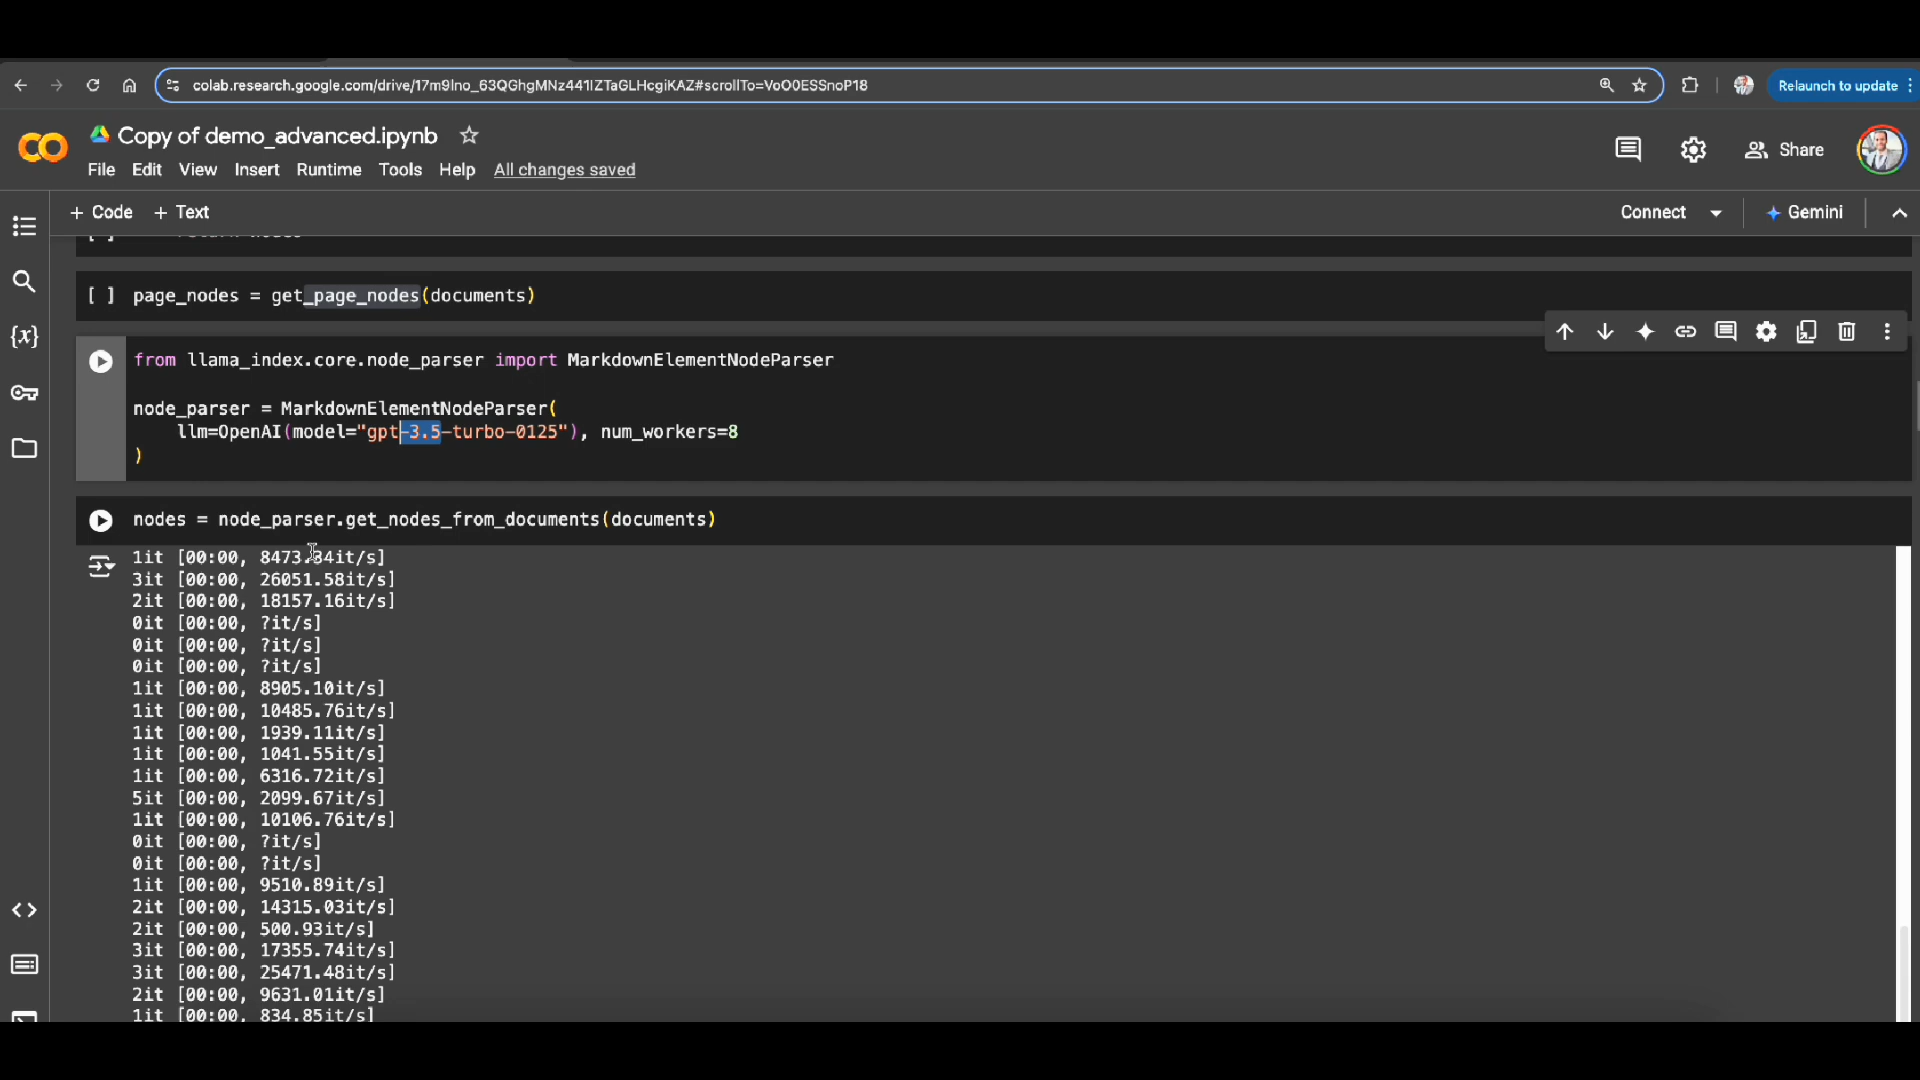 colab.research.google.com/drive/17m9lno_63QGhgMNz441lZTaGLHcgiKAZ#scrollTo=VoO0ESSnoP18
Relaunch to update
Copy of demo_advanced.ipynb
File Edit View Insert Runtime Tools Help All changes saved
Share
+ Code + Text
Connect
Gemini
[ ] page_nodes = get_page_nodes(documents)
from llama_index.core.node_parser import MarkdownElementNodeParser
node_parser = MarkdownElementNodeParser(
llm=OpenAI(model="gpt-3.5-turbo-0125"), num_workers=8
)
nodes = node_parser.get_nodes_from_documents(documents)
1it [00:00, 8473.34it/s]
3it [00:00, 26051.58it/s]
2it [00:00, 18157.16it/s]
0it [00:00, ?it/s]
0it [00:00, ?it/s]
0it [00:00, ?it/s]
1it [00:00, 8905.10it/s]
1it [00:00, 10485.76it/s]
1it [00:00, 1939.11it/s]
1it [00:00, 1041.55it/s]
1it [00:00, 6316.72it/s]
5it [00:00, 2099.67it/s]
1it [00:00, 10106.76it/s]
0it [00:00, ?it/s]
0it [00:00, ?it/s]
1it [00:00, 9510.89it/s]
2it [00:00, 14315.03it/s]
2it [00:00, 500.93it/s]
3it [00:00, 17355.74it/s]
3it [00:00, 25471.48it/s]
2it [00:00, 9631.01it/s]
1it [00:00, 834.85it/s]